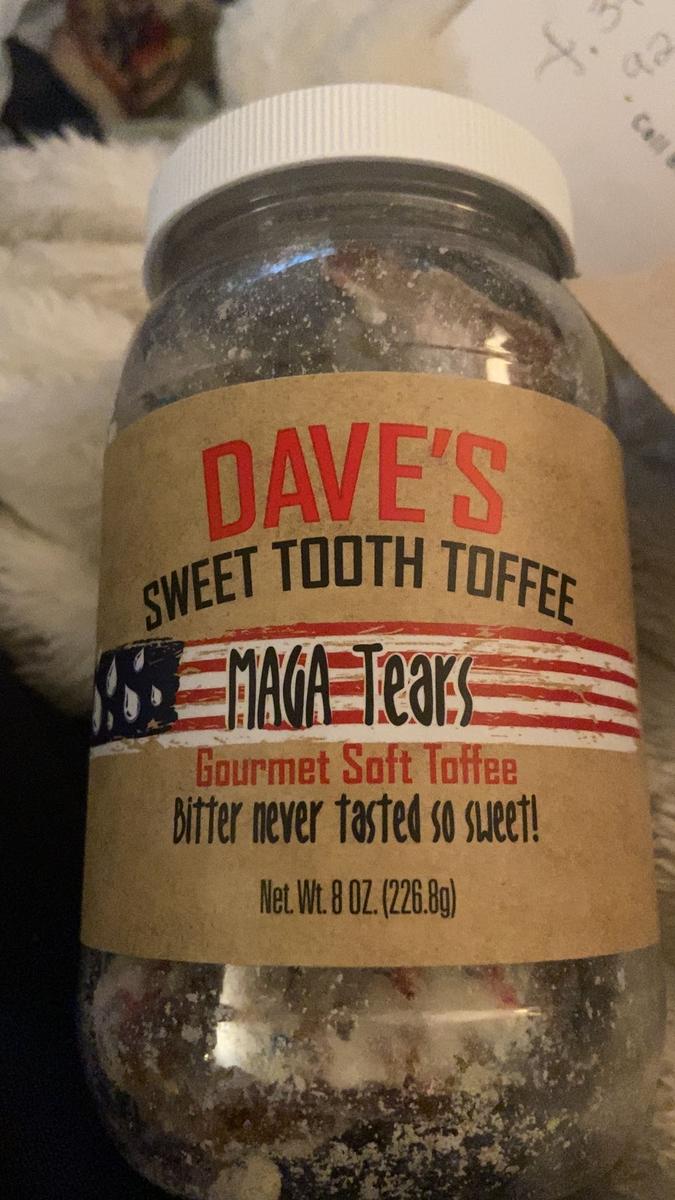 DAVE'S
SWEET TOOTH TOFFEE
MAGA Tears
Gourmet Soft Toffee
Bitter never tasted so sweet!
Net. Wt. 8 OZ. (226.8g)